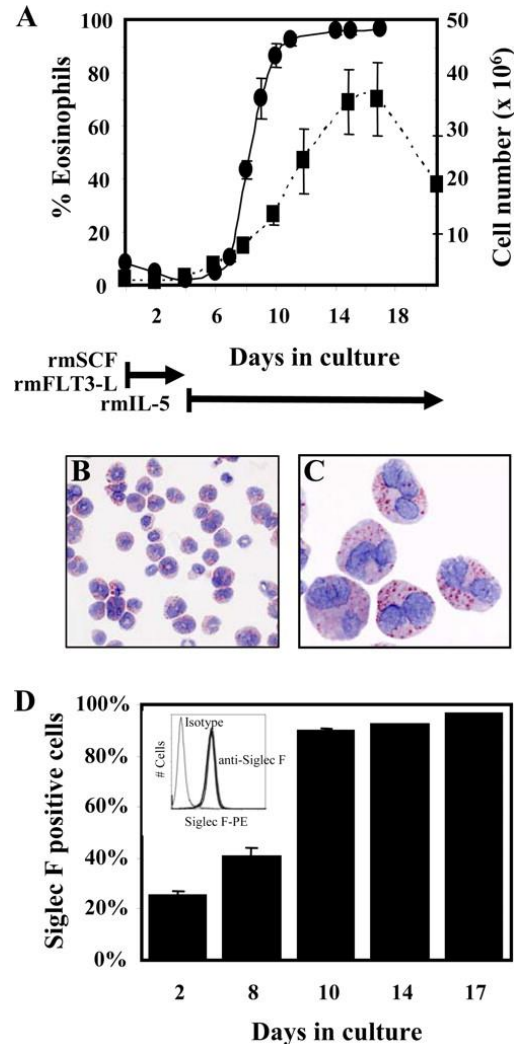 A
% Eosinophils
100
80
60
40
20
0
Cell number (x 10⁶)
50
40
30
20
10
2 6 10 14 18
Days in culture
rmSCF
rmFLT3-L
rmIL-5
B
C
D
Siglec F positive cells
100%
80%
60%
40%
20%
0%
# Cells
Isotype
anti-Siglec F
Siglec F-PE
2 8 10 14 17
Days in culture